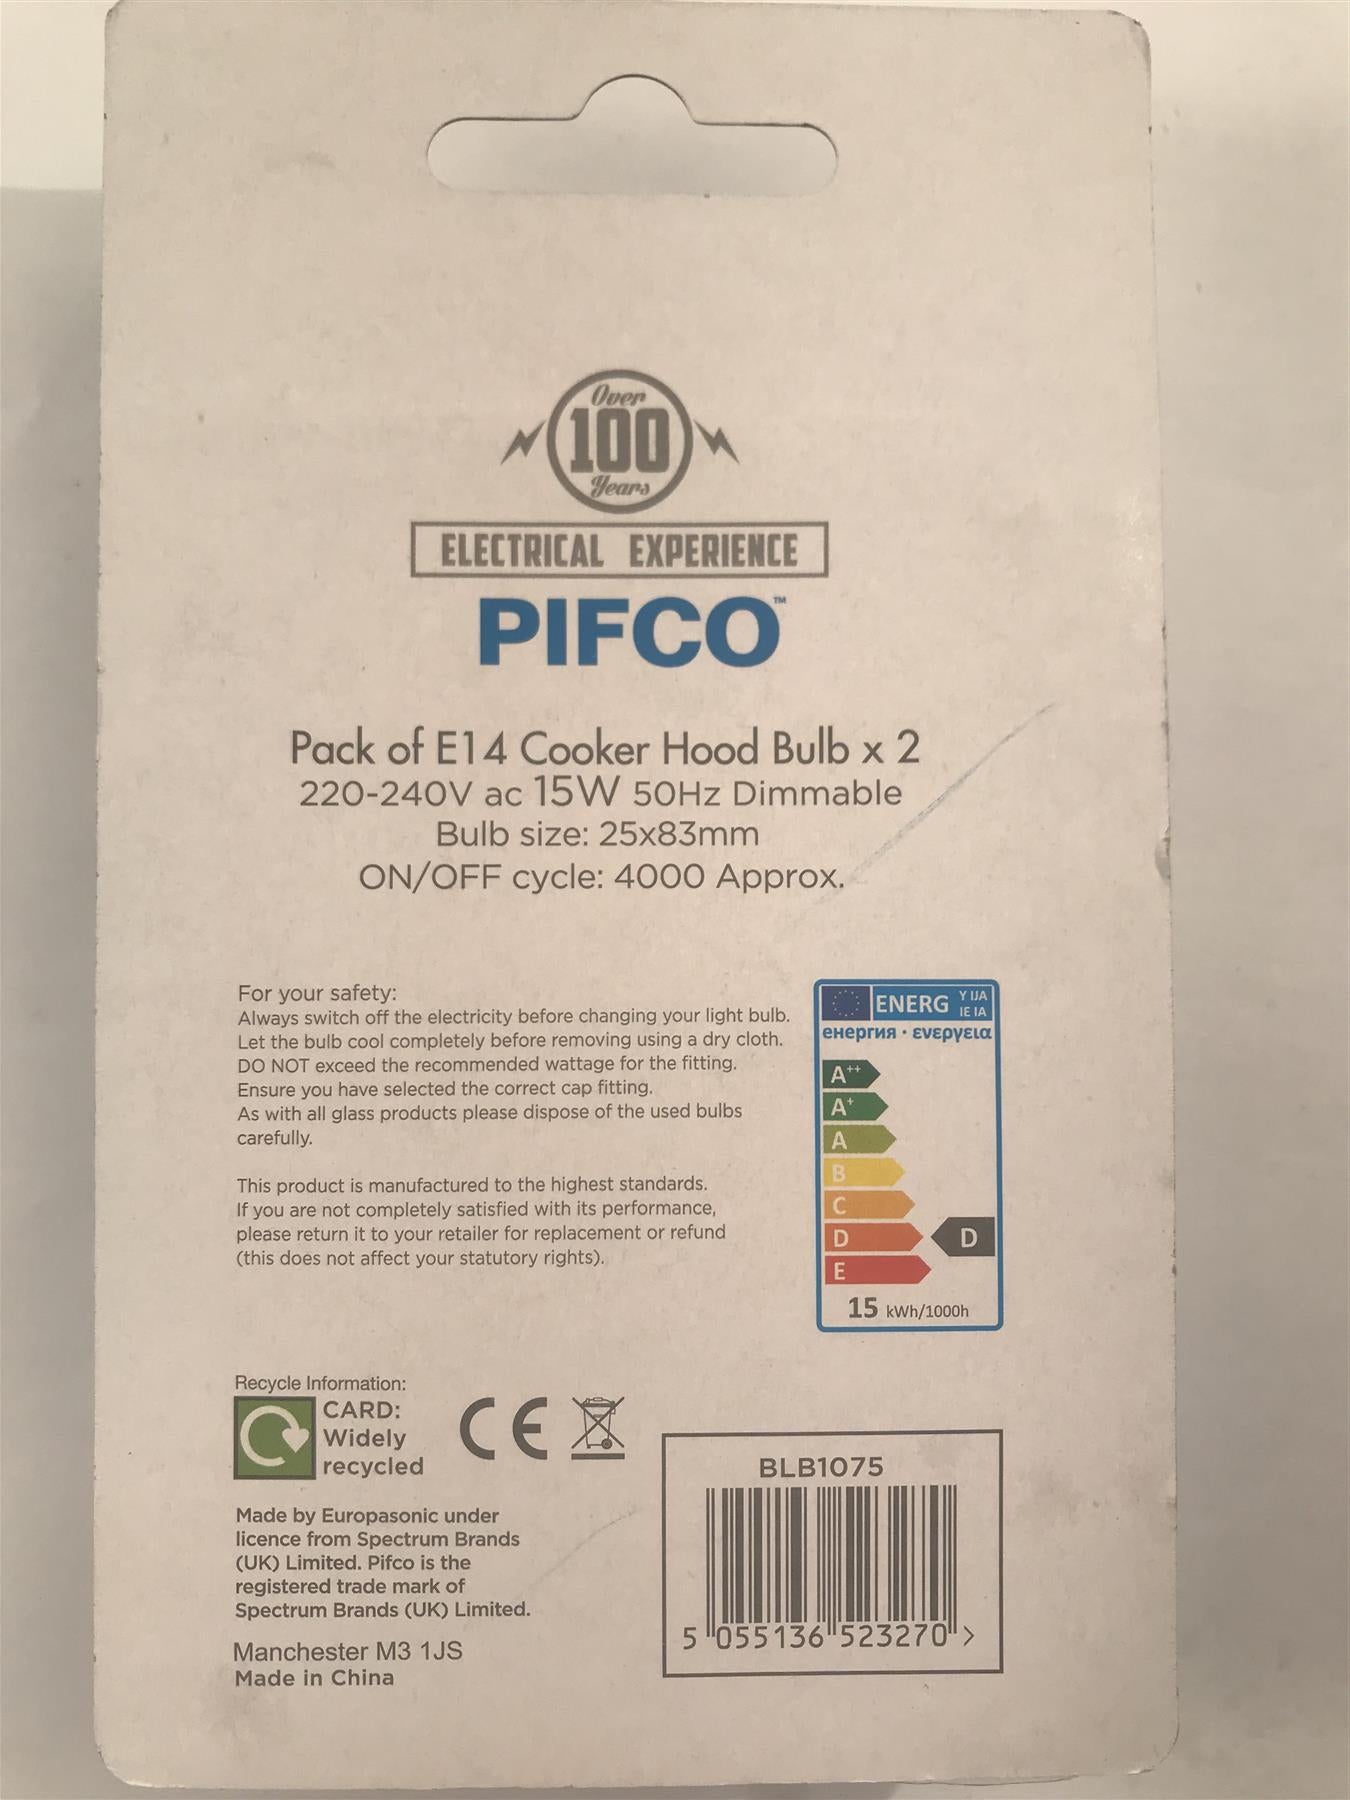 Over
100
Years
ELECTRICAL EXPERIENCE
PIFCO™
Pack of E14 Cooker Hood Bulb x 2
220-240V ac 15W 50Hz Dimmable
Bulb size: 25x83mm
ON/OFF cycle: 4000 Approx.
For your safety:
Always switch off the electricity before changing your light bulb.
Let the bulb cool completely before removing using a dry cloth.
DO NOT exceed the recommended wattage for the fitting.
Ensure you have selected the correct cap fitting.
As with all glass products please dispose of the used bulbs
carefully.
This product is manufactured to the highest standards.
If you are not completely satisfied with its performance,
please return it to your retailer for replacement or refund
(this does not affect your statutory rights).
ENERG Y IJA
IE IA
енергия · ενεργεια
A++
A+
A
B
C
D D
E
15 kWh/1000h
Recycle Information:
CARD:
Widely
recycled
CE
Made by Europasonic under
licence from Spectrum Brands
(UK) Limited. Pifco is the
registered trade mark of
Spectrum Brands (UK) Limited.
Manchester M3 1JS
Made in China
BLB1075
5 055136 523270 >